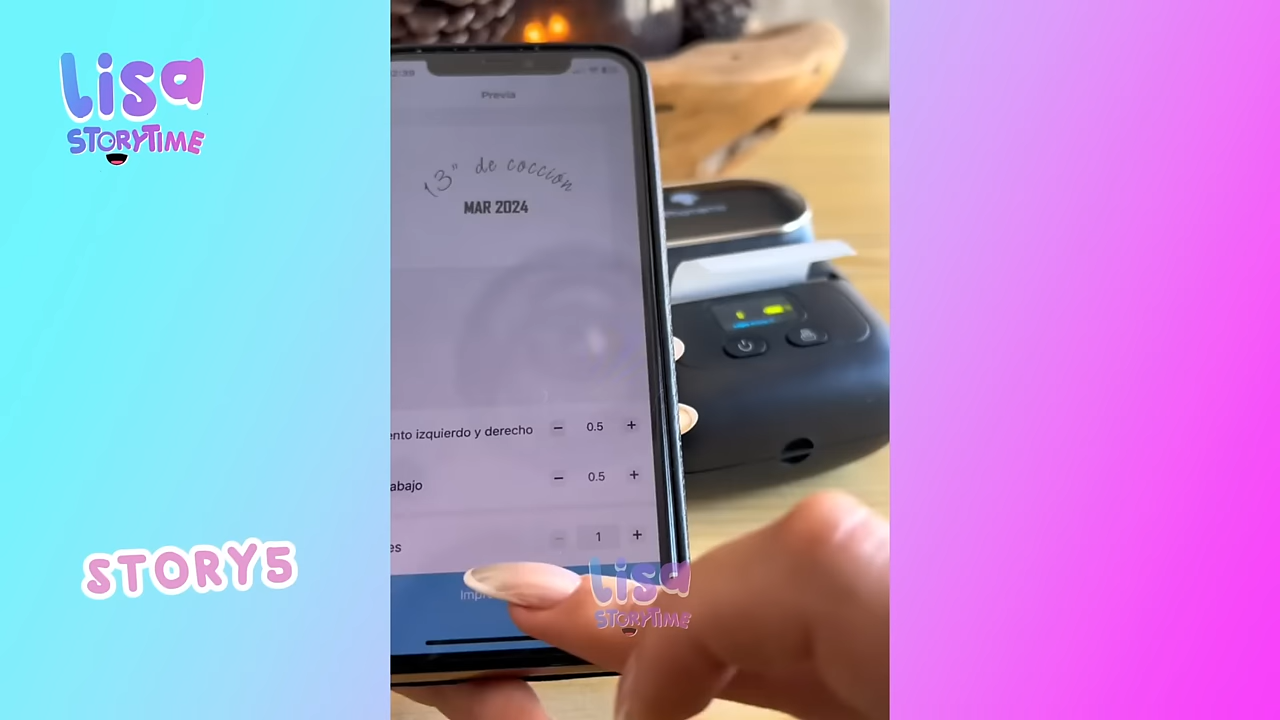 Lisa
STORYTIME
Previa
13" de cocción
MAR 2024
nto izquierdo y derecho
0.5
abajo
0.5
es
1
Lisa
STORYTIME
STORY5